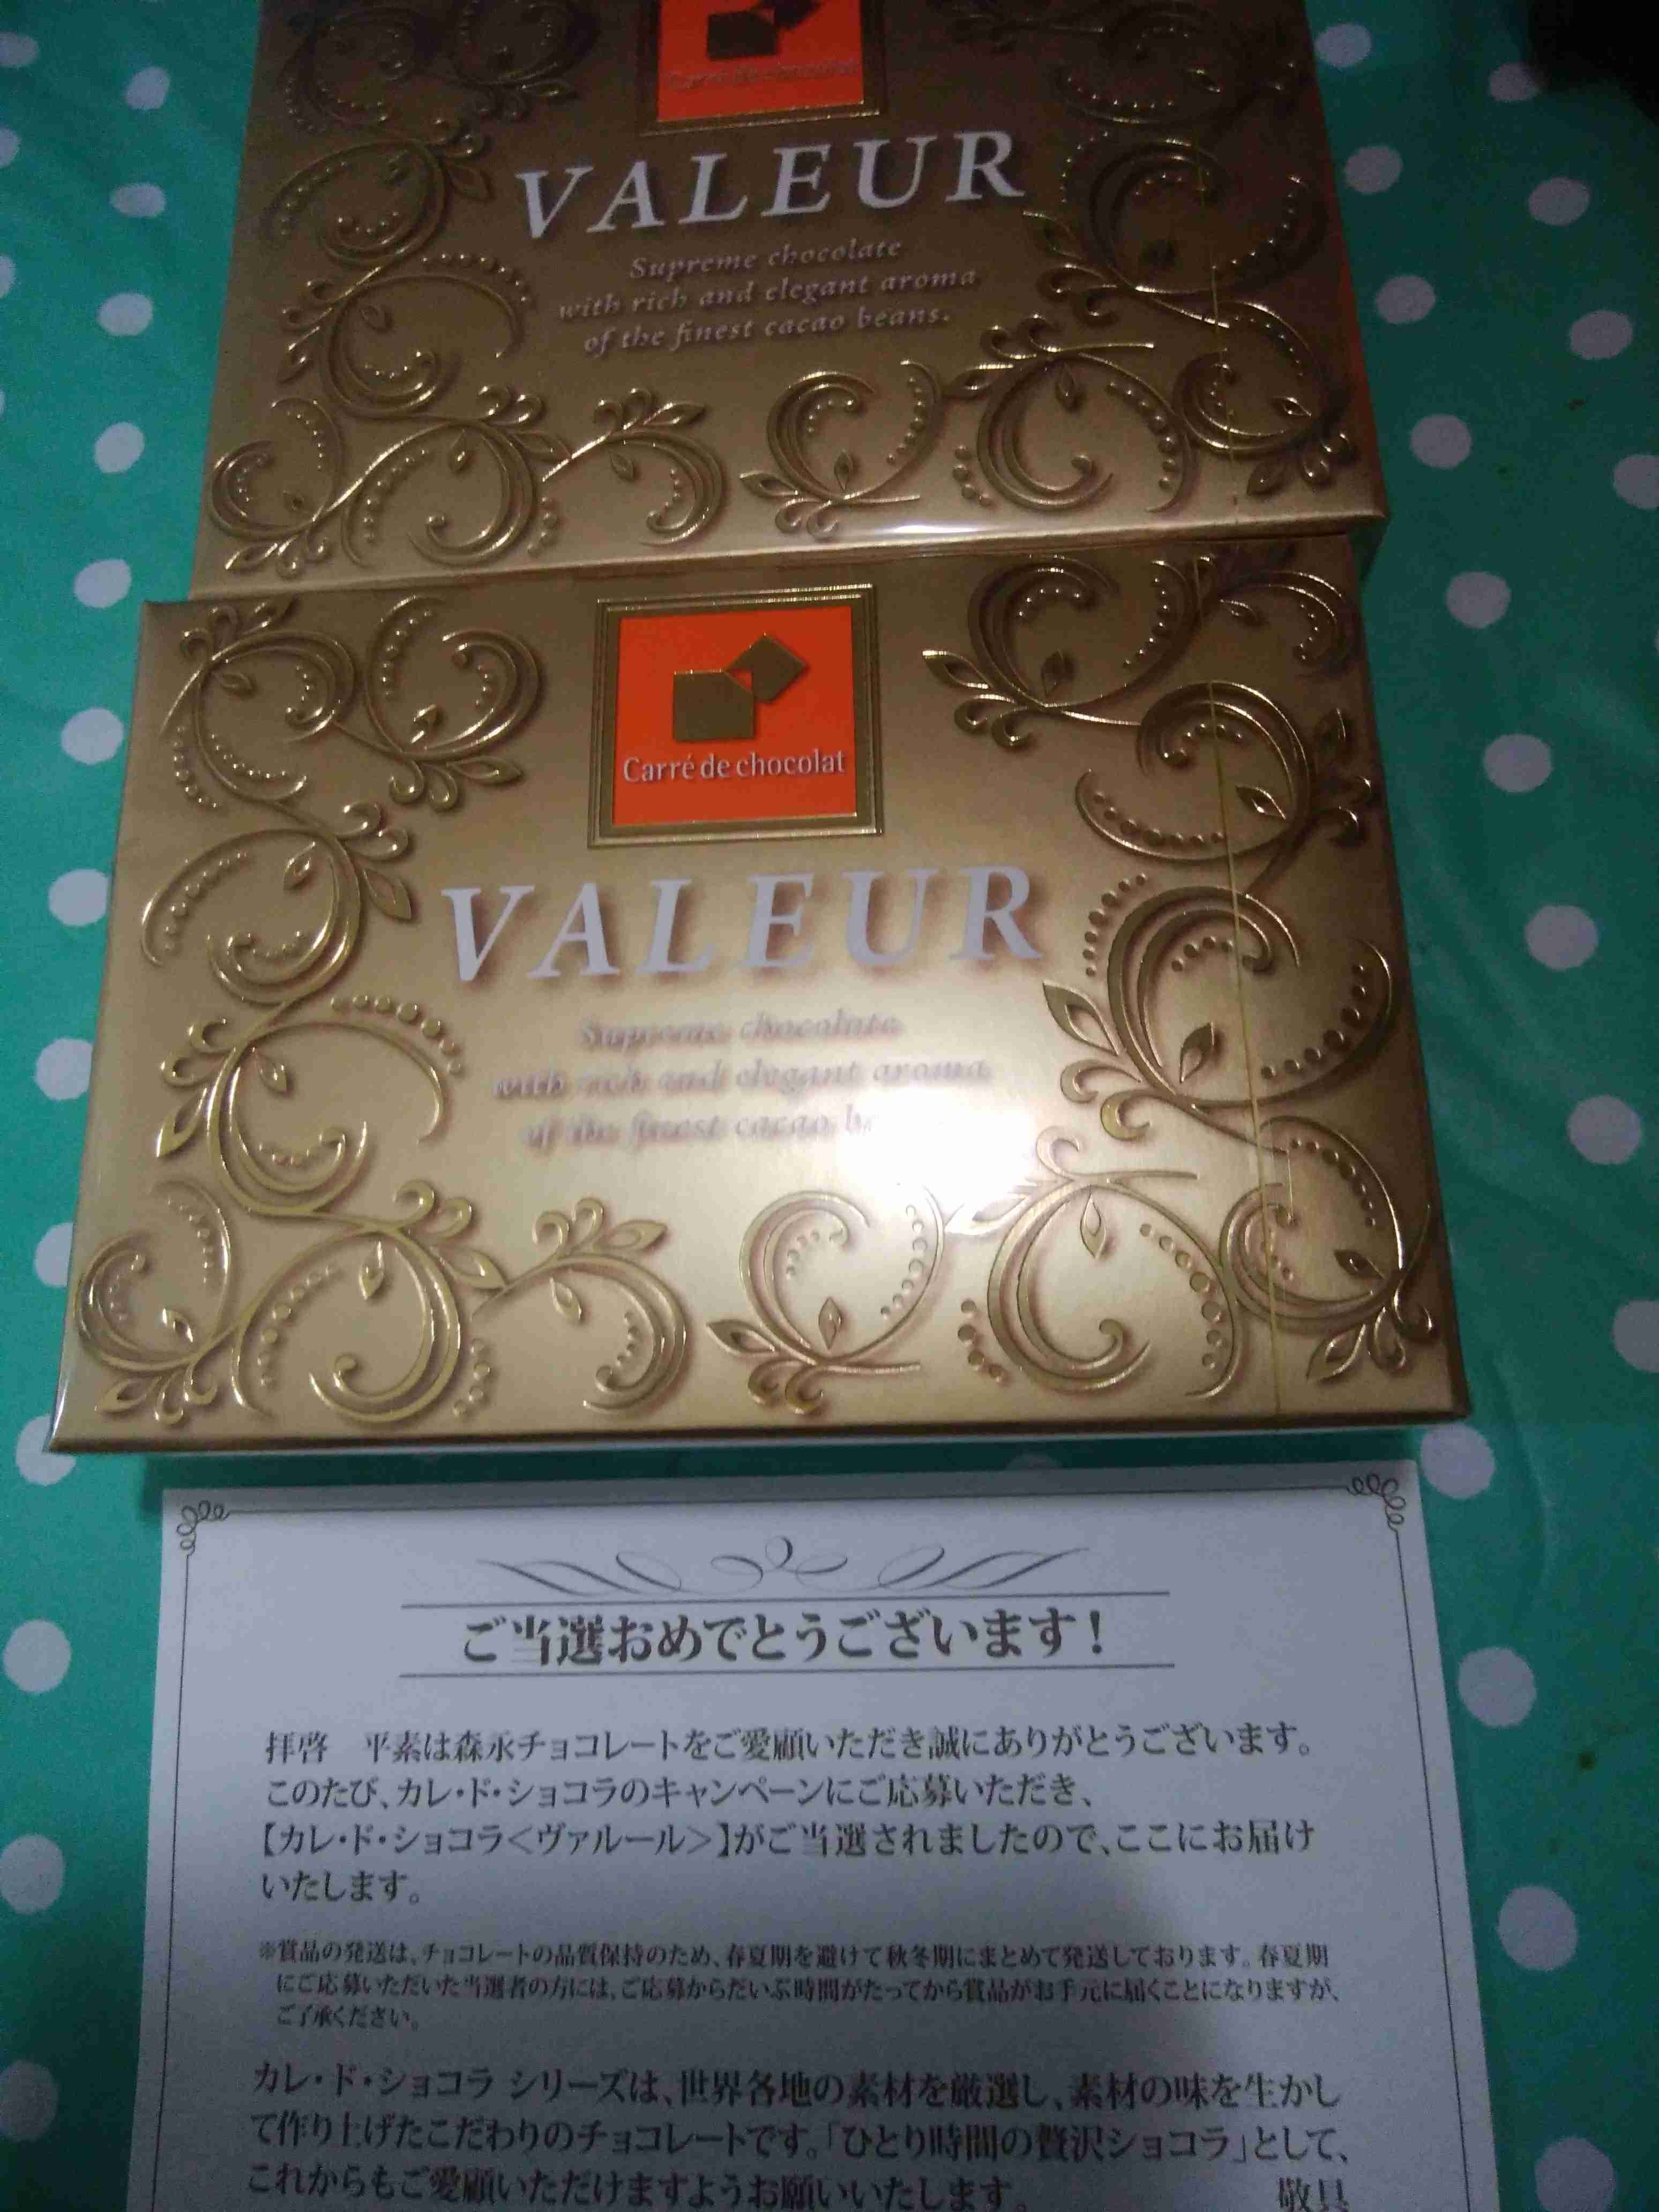 Carré de chocolat
VALEUR
Supreme chocolate
with rich and elegant aroma
of the finest cacao beans.
Carré de chocolat
VALEUR
Supreme chocolate
with rich and elegant aroma
of the finest cacao
ご当選おめでとうございます!
拝啓　平素は森永チョコレートをご愛顧いただき誠にありがとうございます。
このたび、カレ・ド・ショコラのキャンペーンにご応募いただき、
【カレ・ド・ショコラ<ヴァルール>】がご当選されましたので、ここにお届け
いたします。
※賞品の発送は、チョコレートの品質保持のため、春夏期を避けて秋冬期にまとめて発送しております。春夏期
にご応募いただいた当選者の方には、ご応募からだいぶ時間がたってから賞品がお手元に届くことになりますが、
ご了承ください。
カレ・ド・ショコラ シリーズは、世界各地の素材を厳選し、素材の味を生かし
て作り上げたこだわりのチョコレートです。「ひとり時間の贅沢ショコラ」として、
これからもご愛顧いただけますようお願いいたします。
敬具